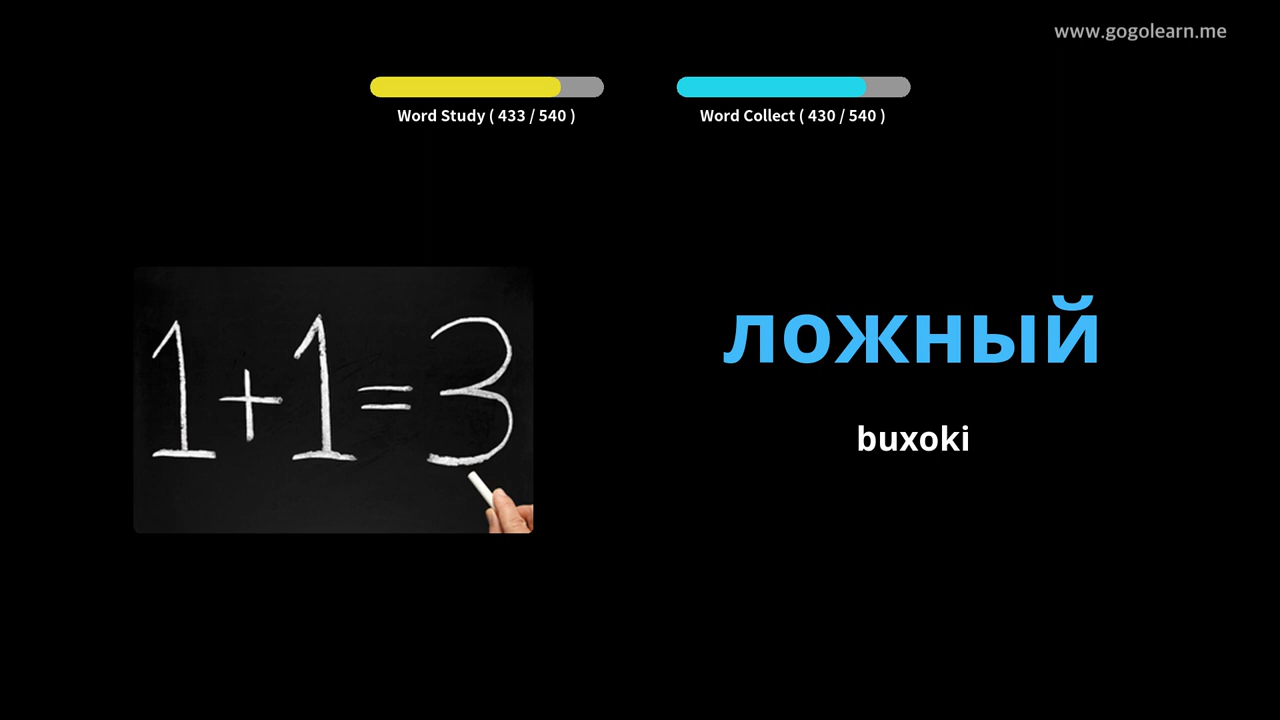 www.gogolearn.me
Word Study ( 433 / 540 )
Word Collect ( 430 / 540 )
1+1=3
ложный
buxoki